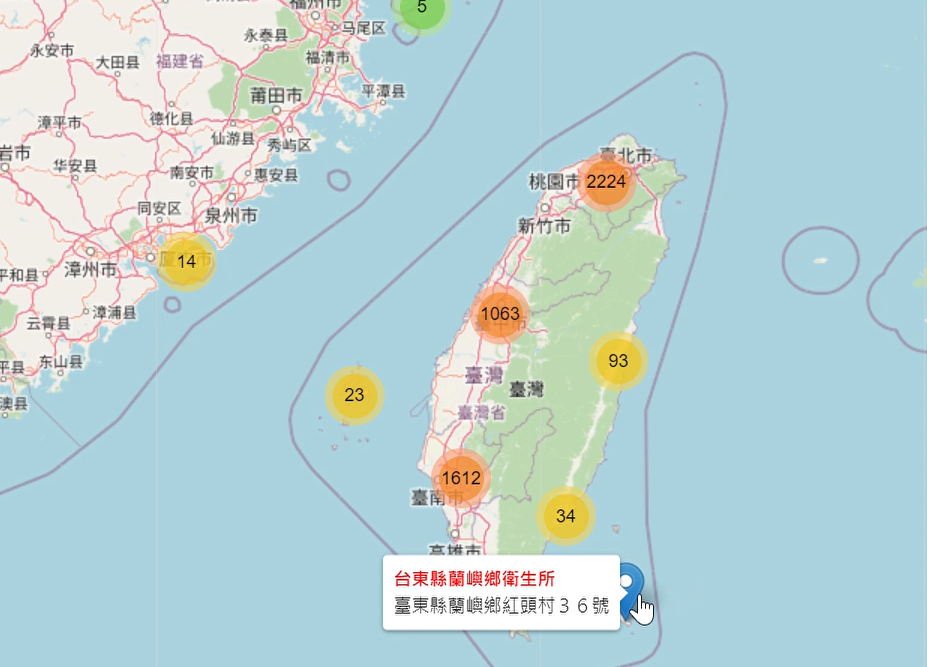 福州市
5
马尾区
永泰县
永安市
大田县
福建省
福清市
莆田市
平潭县
漳平市
德化县
仙游县
秀屿区
岩市
华安县
南安市
惠安县
同安区
泉州市
臺北市
桃園市
2224
新竹市
14
漳州市
平和县
漳浦县
云霄县
东山县
平县
澳县
1063
臺中市
93
臺灣
臺灣
臺灣省
23
1612
臺南市
34
高雄市
台東縣蘭嶼鄉衛生所
臺東縣蘭嶼鄉紅頭村３６號